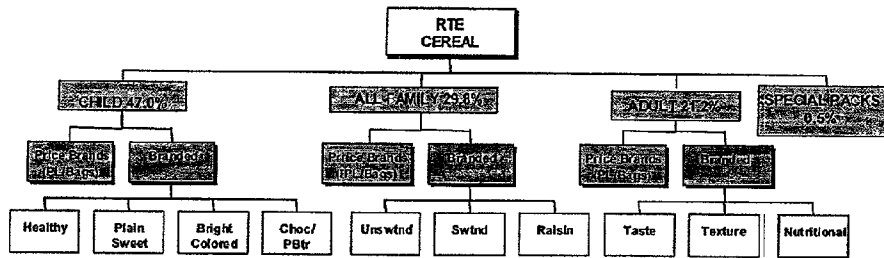 RTE
CEREAL
CHILD 47.0%
ALL-FAMILY 29.8%
ADULT 21.2%
SPECIAL PACKS
0.5%
Price Brands
(PL/Bags)
Branded
Price Brands
(PL/Bags)
Branded
Price Brands
(PL/Bags)
Branded
Healthy
Plain
Sweet
Bright
Colored
Choc/
PBtr
Unswtnd
Swtnd
Raisin
Taste
Texture
Nutritional